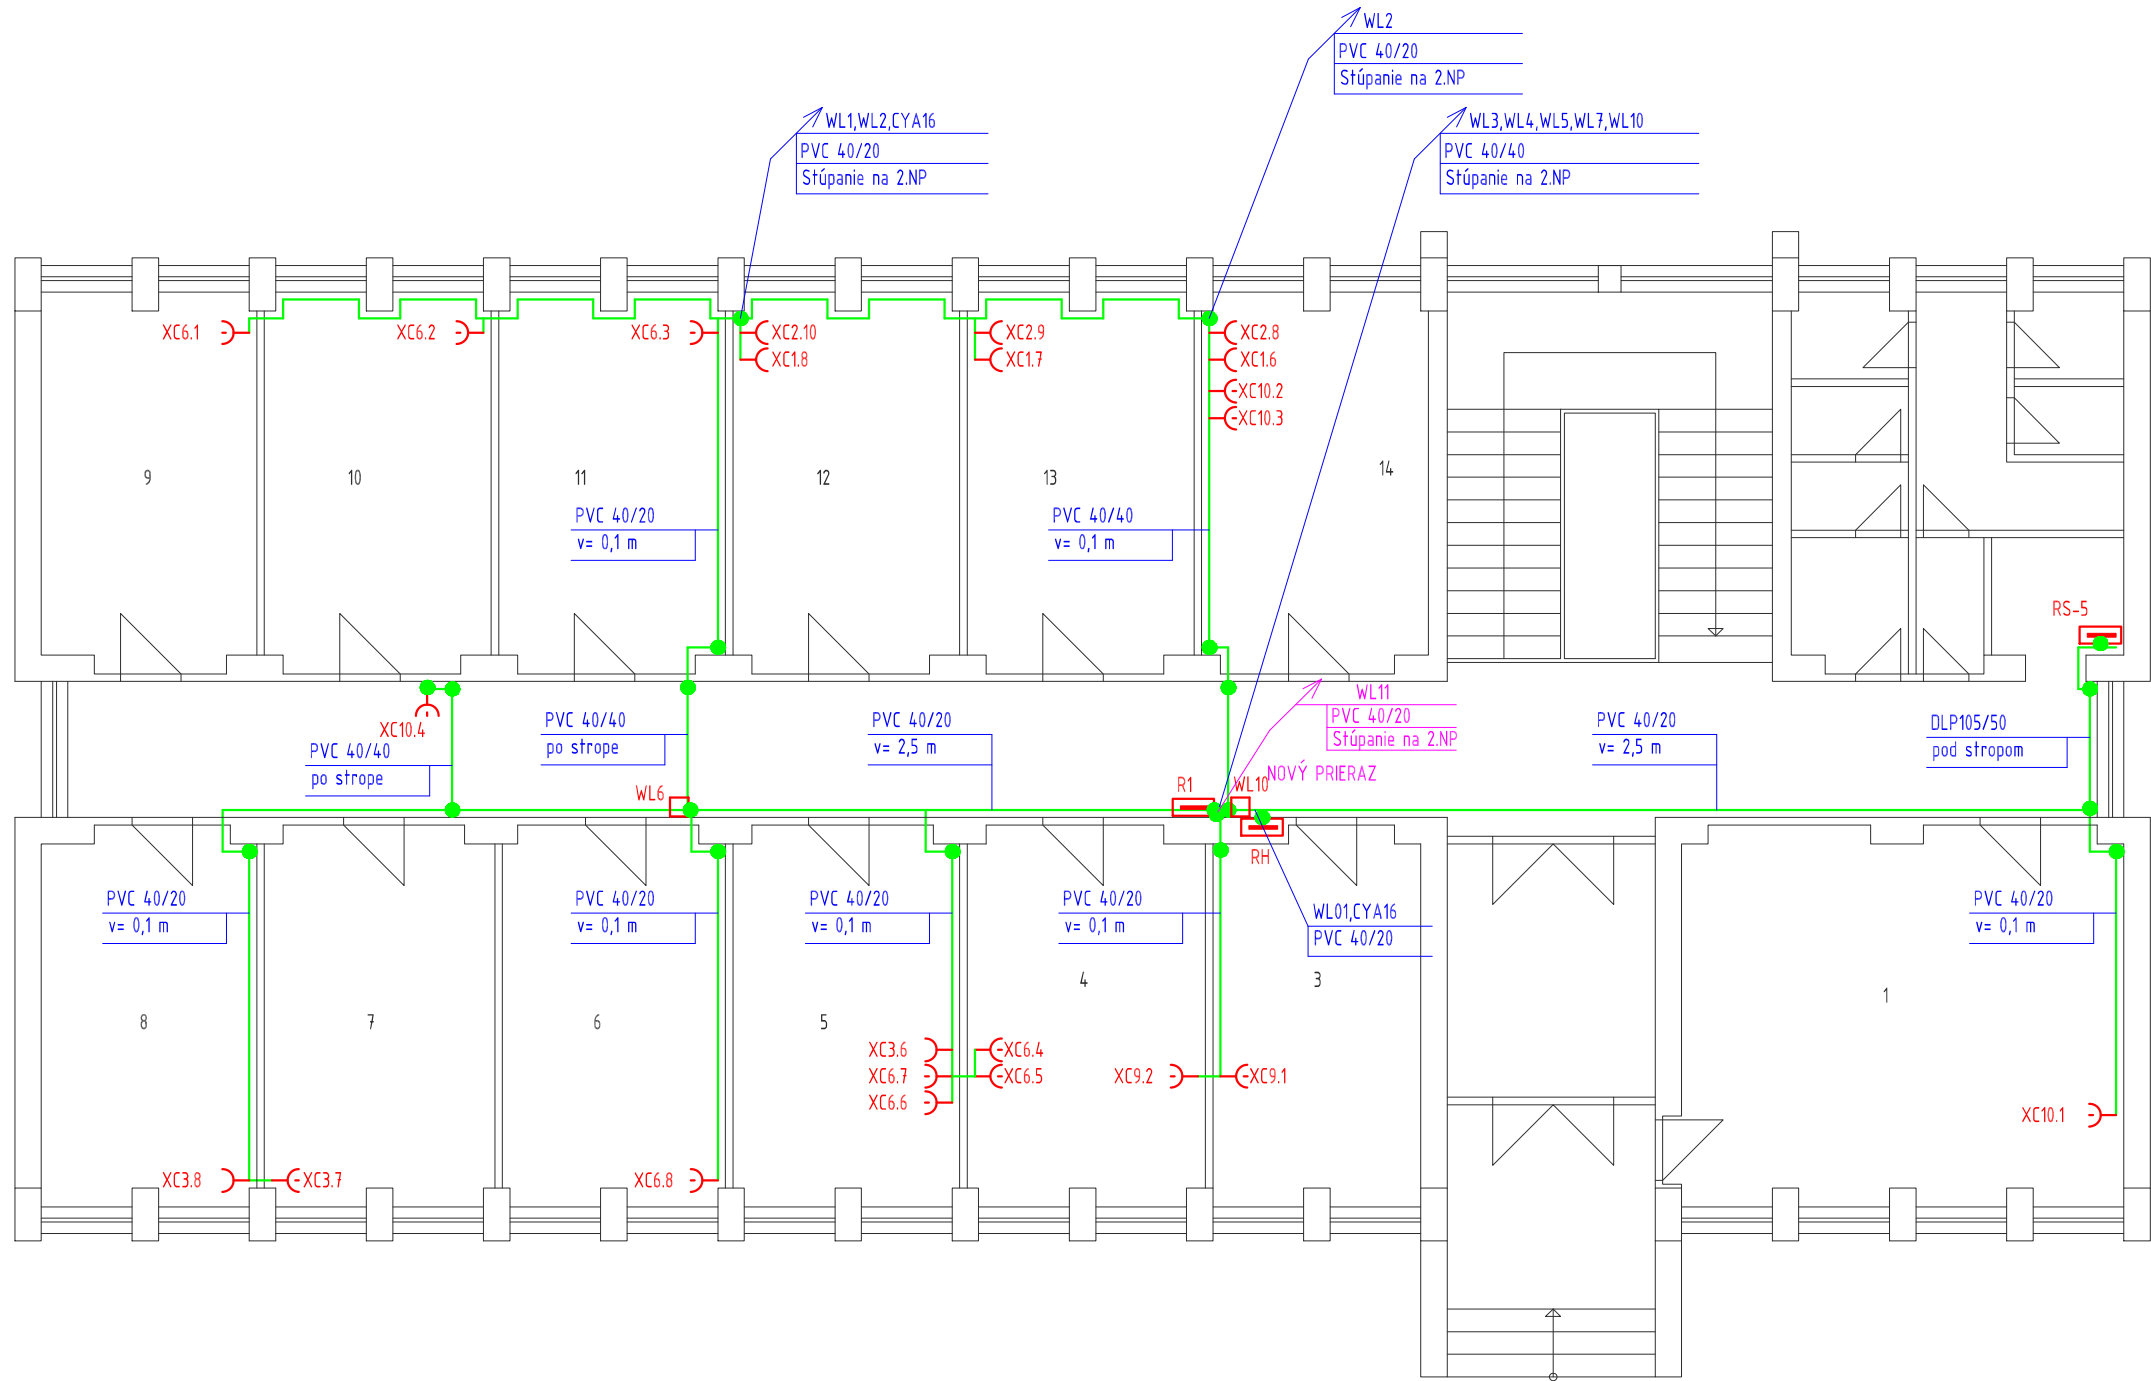 WL2
PVC 40/20
Stúpanie na 2.NP
WL1,WL2,CYA16
PVC 40/20
Stúpanie na 2.NP
WL3,WL4,WL5,WL7,WL10
PVC 40/40
Stúpanie na 2.NP
XC6.1
XC6.2
XC6.3
XC2.10
XC1.8
XC2.9
XC1.7
XC2.8
XC1.6
XC10.2
XC10.3
9
10
11
12
13
14
PVC 40/20
v= 0,1 m
PVC 40/40
v= 0,1 m
RS-5
XC10.4
PVC 40/40
po strope
PVC 40/40
po strope
PVC 40/20
v= 2,5 m
WL11
PVC 40/20
Stúpanie na 2.NP
NOVÝ PRIERAZ
PVC 40/20
v= 2,5 m
DLP105/50
pod stropom
WL6
R1
WL10
RH
PVC 40/20
v= 0,1 m
PVC 40/20
v= 0,1 m
PVC 40/20
v= 0,1 m
PVC 40/20
v= 0,1 m
WL01,CYA16
PVC 40/20
PVC 40/20
v= 0,1 m
8
7
6
5
4
3
1
XC3.6
XC6.7
XC6.6
XC6.4
XC6.5
XC9.2
XC9.1
XC10.1
XC3.8
XC3.7
XC6.8